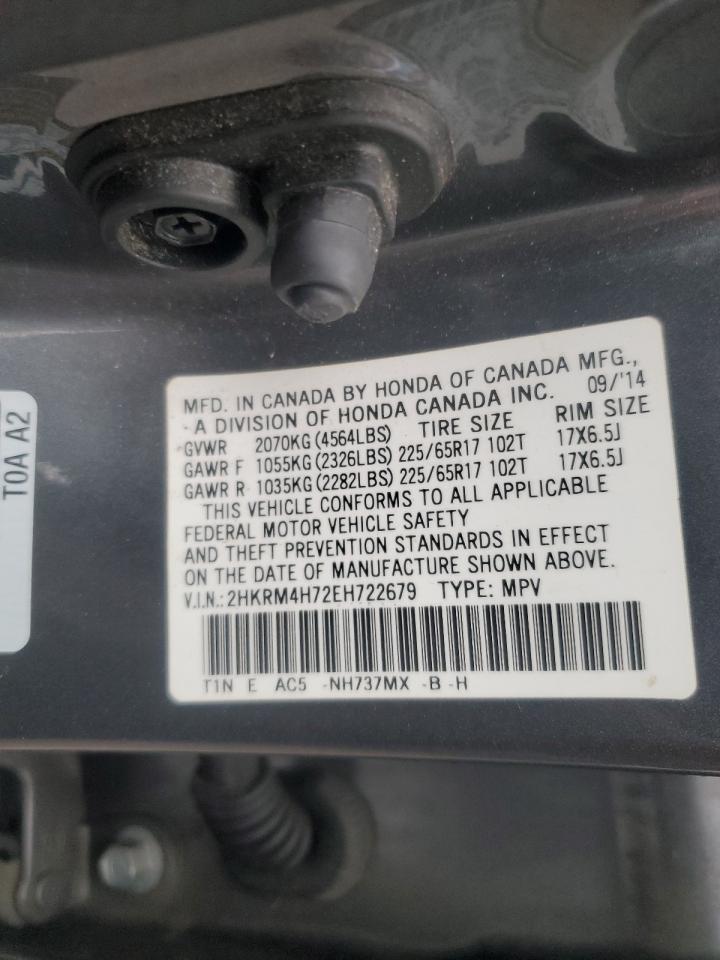 MFD. IN CANADA BY HONDA OF CANADA MFG.,
-A DIVISION OF HONDA CANADA INC. 09/'14
GVWR 2070KG (4564LBS) TIRE SIZE RIM SIZE
GAWR F 1055KG (2326LBS) 225/65R17 102T 17X6.5J
GAWR R 1035KG (2282LBS) 225/65R17 102T 17X6.5J
THIS VEHICLE CONFORMS TO ALL APPLICABLE
FEDERAL MOTOR VEHICLE SAFETY
AND THEFT PREVENTION STANDARDS IN EFFECT
ON THE DATE OF MANUFACTURE SHOWN ABOVE.
V.I.N.: 2HKRM4H72EH722679 TYPE: MPV
T1N E AC5 -NH737MX -B -H
T0A A2